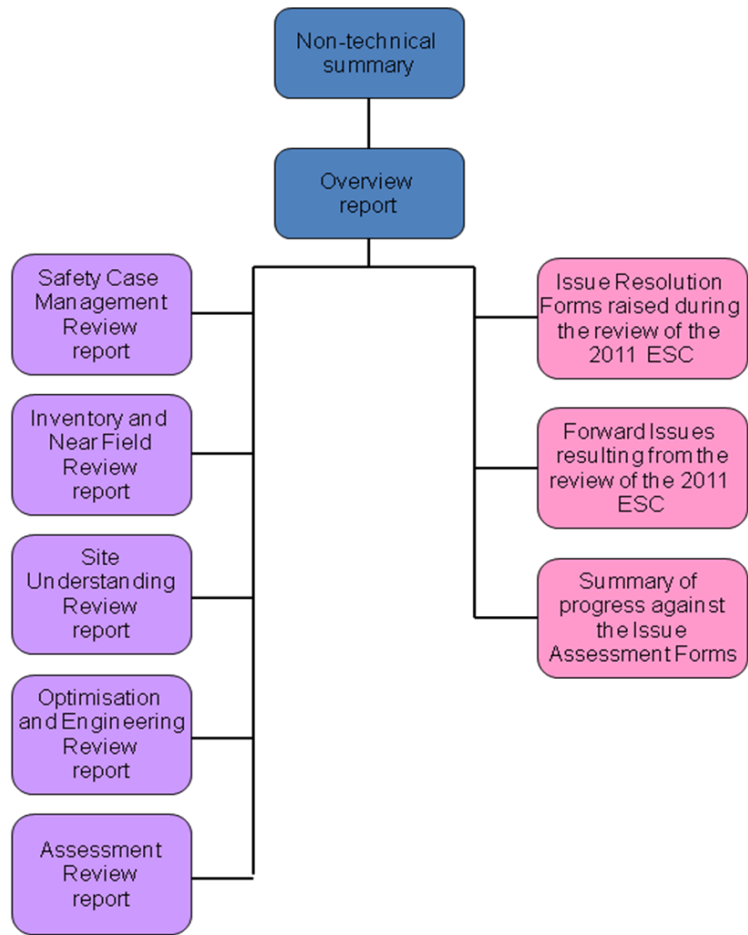 Non-technical
summary
Overview
report
Safety Case
Management
Review
report
Inventory and
Near Field
Review
report
Site
Understanding
Review
report
Optimisation
and Engineering
Review
report
Assessment
Review
report
Issue Resolution
Forms raised during
the review of the
2011 ESC
Forward Issues
resulting from the
review of the 2011
ESC
Summary of
progress against
the Issue
Assessment Forms